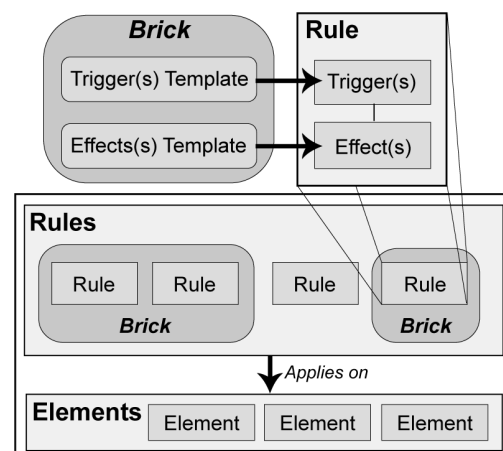 Brick
Rule
Trigger(s) Template
Trigger(s)
Effects(s) Template
Effect(s)
Rules
Rule
Rule
Rule
Rule
Brick
Brick
Applies on
Elements
Element
Element
Element